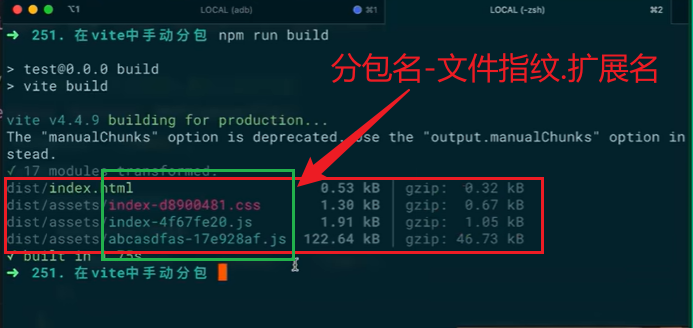 ⌥1 LOCAL (adb) ⌘1 LOCAL (-zsh) ⌘2
➜ 251. 在vite中手动分包 npm run build
> test@0.0.0 build
> vite build
分包名-文件指纹.扩展名
vite v4.4.9 building for production...
The "manualChunks" option is deprecated. Use the "output.manualChunks" option in
stead.
✓ 17 modules transformed.
dist/index.html 0.53 kB │ gzip: 0.32 kB
dist/assets/index-d8900481.css 1.30 kB │ gzip: 0.67 kB
dist/assets/index-4f67fe20.js 1.91 kB │ gzip: 1.05 kB
dist/assets/abcasdfas-17e928af.js 122.64 kB │ gzip: 46.73 kB
✓ built in 75s
➜ 251. 在vite中手动分包